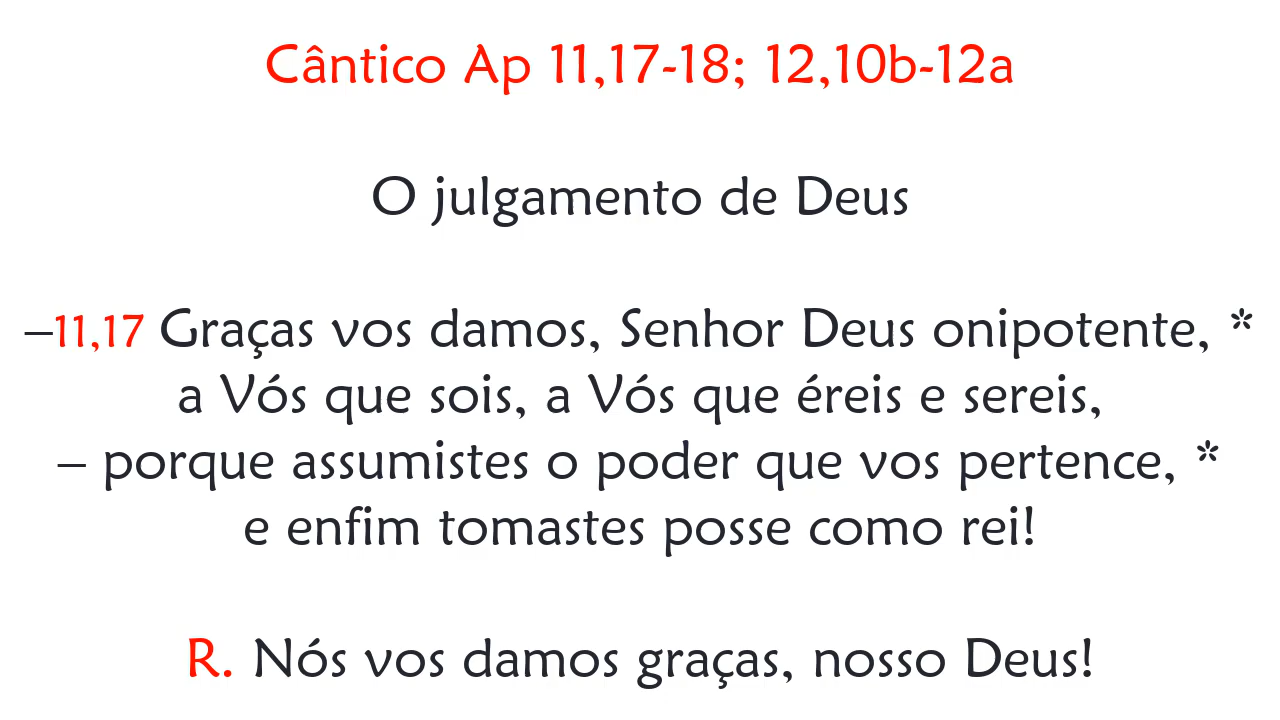 Cântico Ap 11,17-18; 12,10b-12a
O julgamento de Deus
–11,17 Graças vos damos, Senhor Deus onipotente, *
a Vós que sois, a Vós que éreis e sereis,
– porque assumistes o poder que vos pertence, *
e enfim tomastes posse como rei!
R. Nós vos damos graças, nosso Deus!